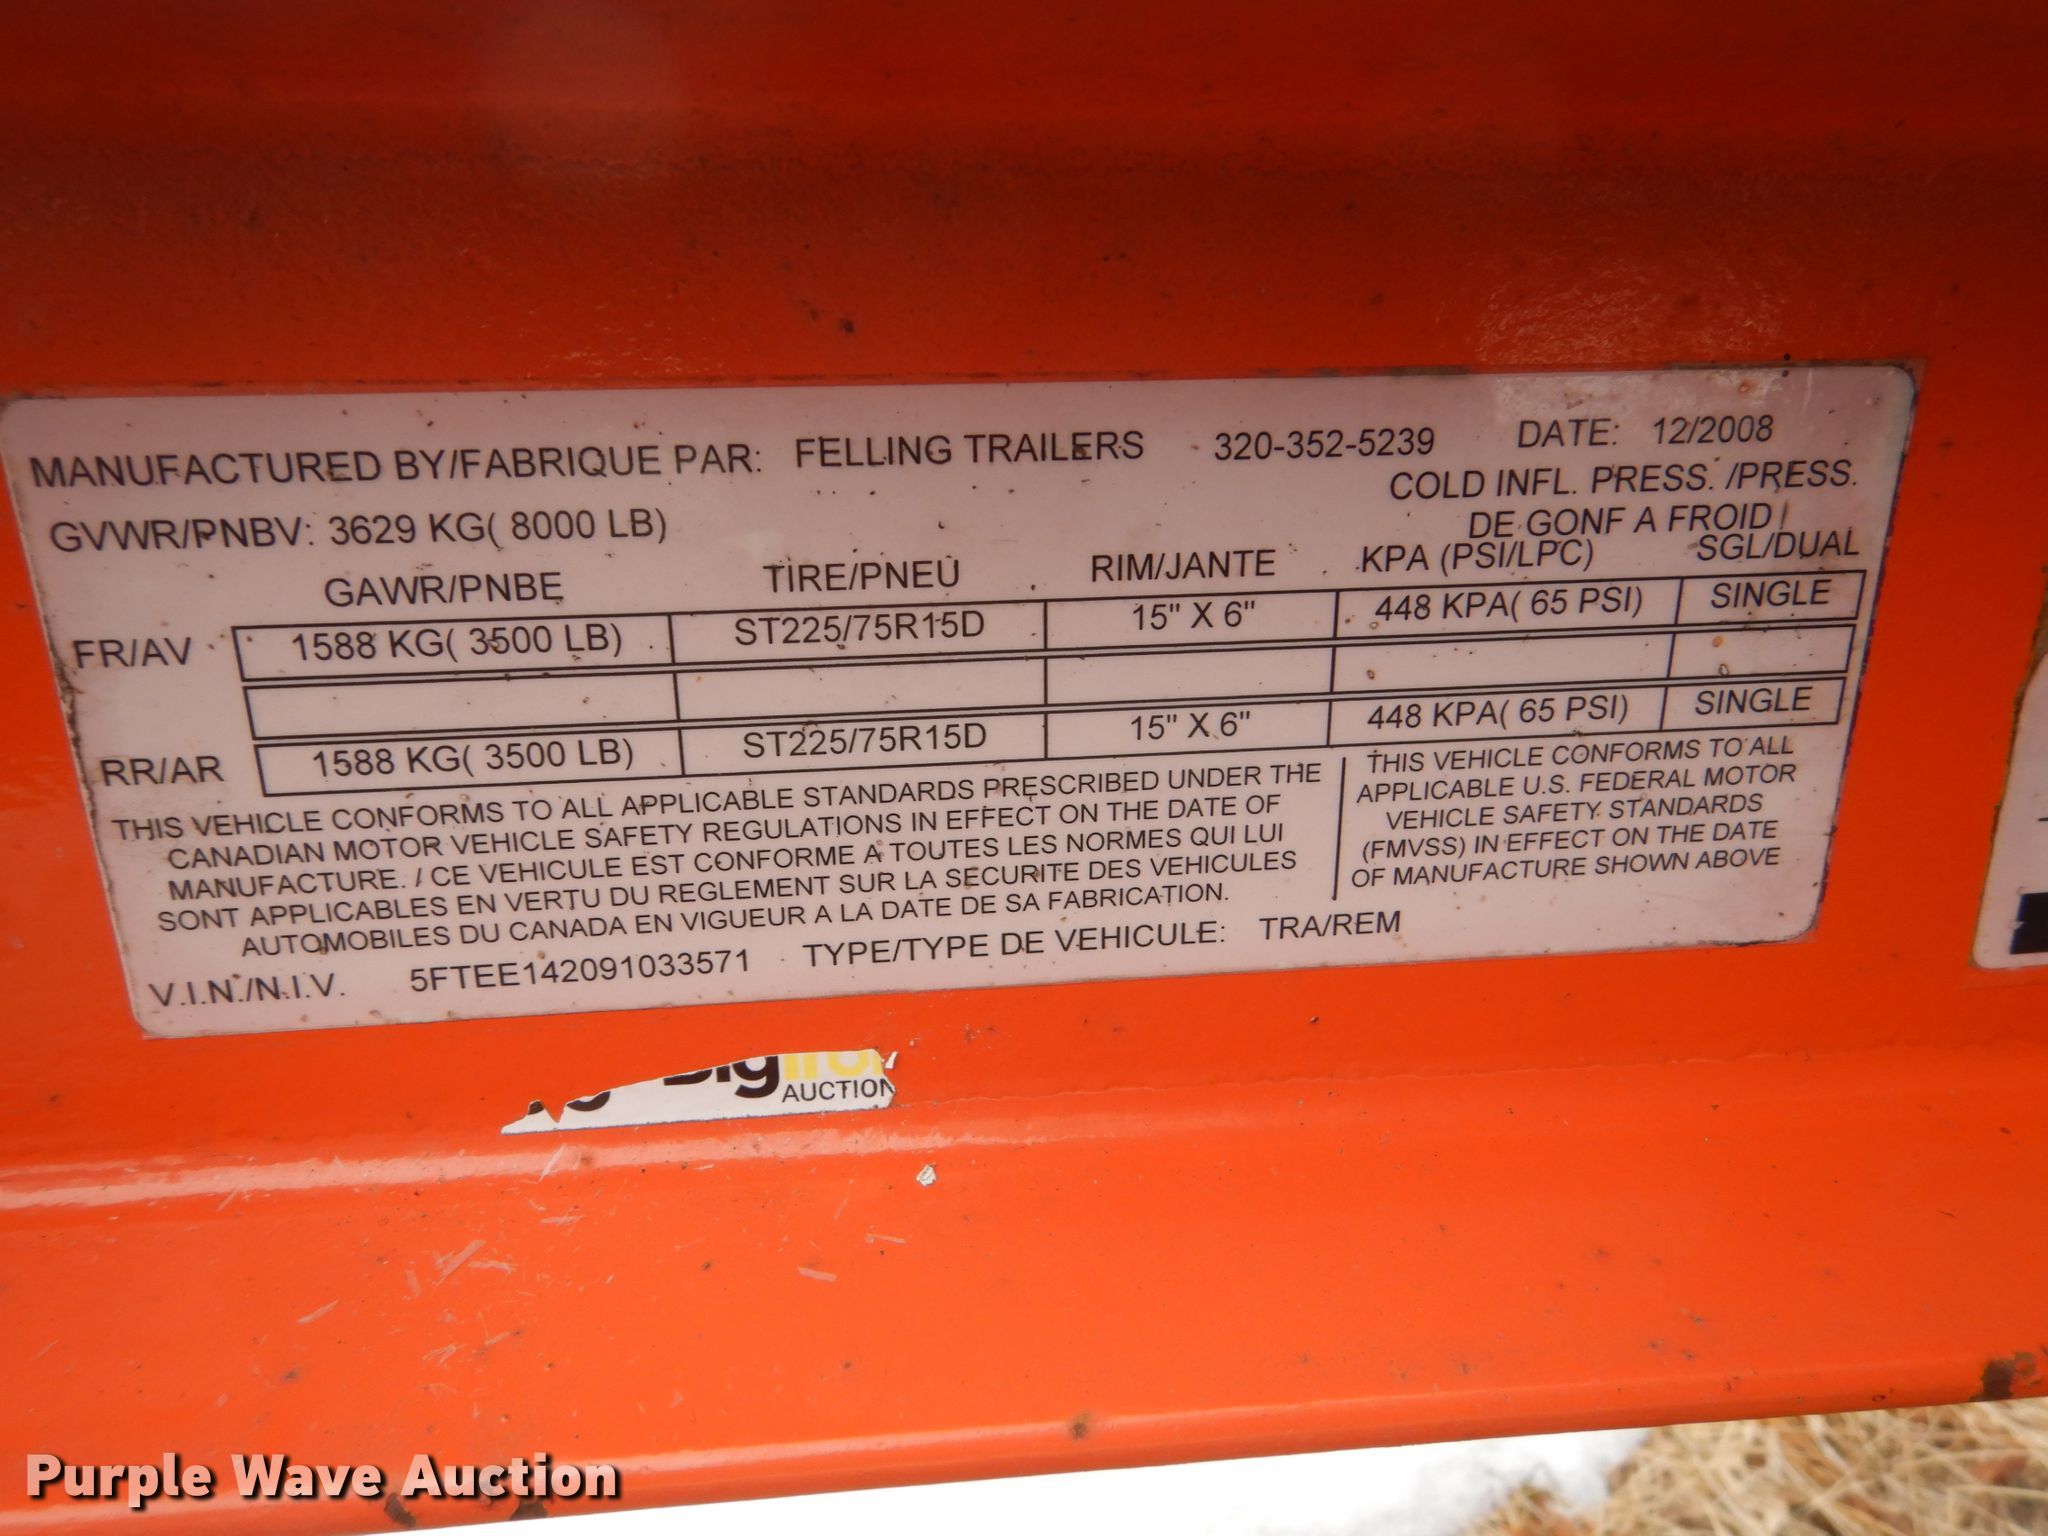 MANUFACTURED BY/FABRIQUE PAR: FELLING TRAILERS 320-352-5239 DATE: 12/2008
GVWR/PNBV: 3629 KG( 8000 LB)
COLD INFL. PRESS. /PRESS.
DE GONF A FROID /
GAWR/PNBE TIRE/PNEU RIM/JANTE KPA (PSI/LPC) SGL/DUAL
FR/AV 1588 KG( 3500 LB) ST225/75R15D 15" X 6" 448 KPA( 65 PSI) SINGLE
RR/AR 1588 KG( 3500 LB) ST225/75R15D 15" X 6" 448 KPA( 65 PSI) SINGLE
THIS VEHICLE CONFORMS TO ALL APPLICABLE STANDARDS PRESCRIBED UNDER THE
CANADIAN MOTOR VEHICLE SAFETY REGULATIONS IN EFFECT ON THE DATE OF
MANUFACTURE. / CE VEHICULE EST CONFORME A TOUTES LES NORMES QUI LUI
SONT APPLICABLES EN VERTU DU REGLEMENT SUR LA SECURITE DES VEHICULES
AUTOMOBILES DU CANADA EN VIGUEUR A LA DATE DE SA FABRICATION.
THIS VEHICLE CONFORMS TO ALL
APPLICABLE U.S. FEDERAL MOTOR
VEHICLE SAFETY STANDARDS
(FMVSS) IN EFFECT ON THE DATE
OF MANUFACTURE SHOWN ABOVE
V.I.N./N.I.V. 5FTEE142091033571 TYPE/TYPE DE VEHICULE: TRA/REM
BigIron
AUCTION
Purple Wave Auction